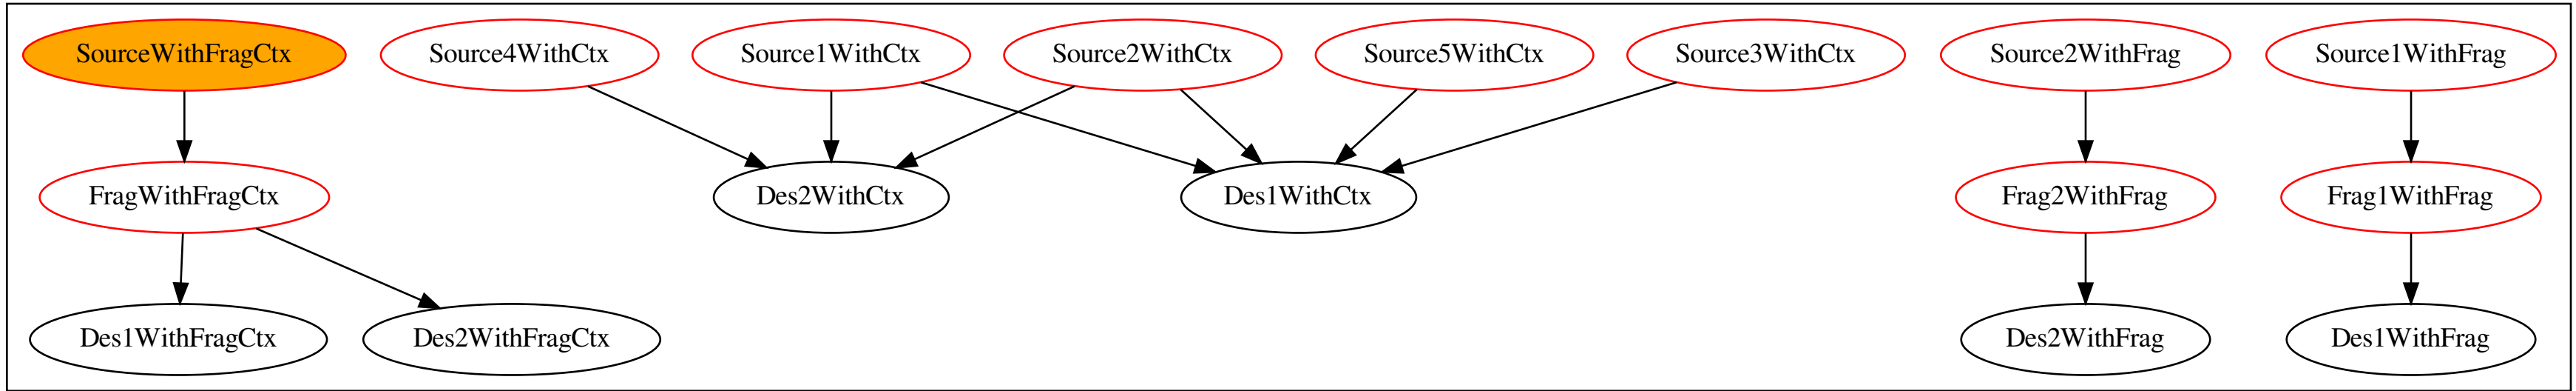 SourceWithFragCtx
Source4WithCtx
Source1WithCtx
Source2WithCtx
Source5WithCtx
Source3WithCtx
Source2WithFrag
Source1WithFrag
FragWithFragCtx
Des2WithCtx
Des1WithCtx
Frag2WithFrag
Frag1WithFrag
Des1WithFragCtx
Des2WithFragCtx
Des2WithFrag
Des1WithFrag